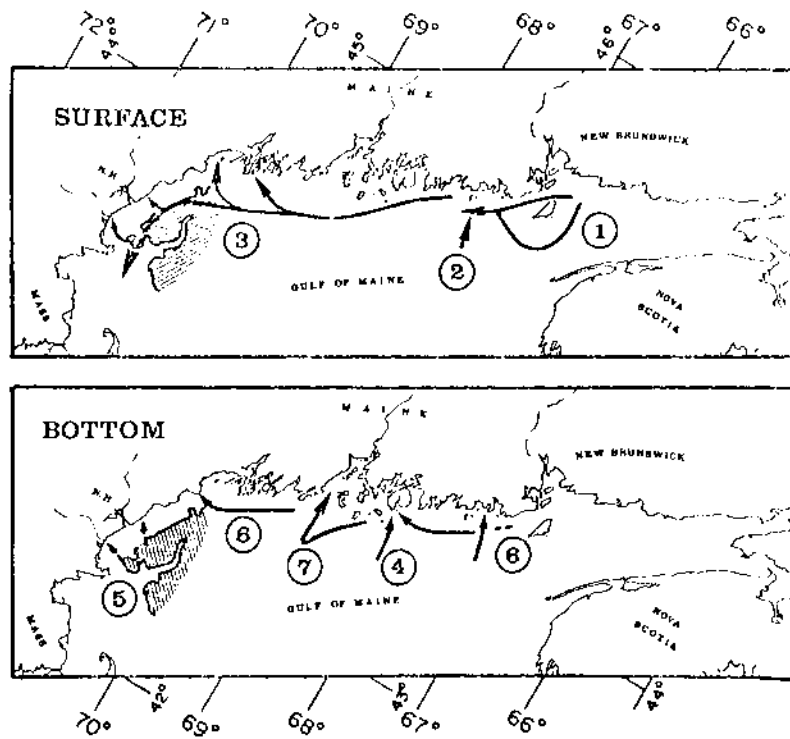 72° 44° 71° 70° 45° 69° 68° 46° 67° 66°
MAINE
SURFACE
NEW BRUNSWICK
N.H.
3
1
2
GULF OF MAINE
MASS
NOVA
SCOTIA
MAINE
BOTTOM
NEW BRUNSWICK
N.H.
6
7
4
6
5
GULF OF MAINE
MASS
NOVA
SCOTIA
70° 42° 69° 68° 43° 67° 66° 44°